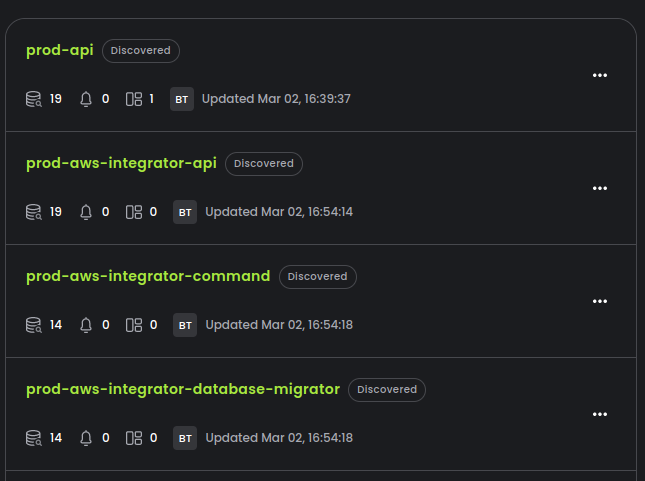 prod-api Discovered
19 0 1 BT Updated Mar 02, 16:39:37
prod-aws-integrator-api Discovered
19 0 0 BT Updated Mar 02, 16:54:14
prod-aws-integrator-command Discovered
14 0 0 BT Updated Mar 02, 16:54:18
prod-aws-integrator-database-migrator Discovered
14 0 0 BT Updated Mar 02, 16:54:18